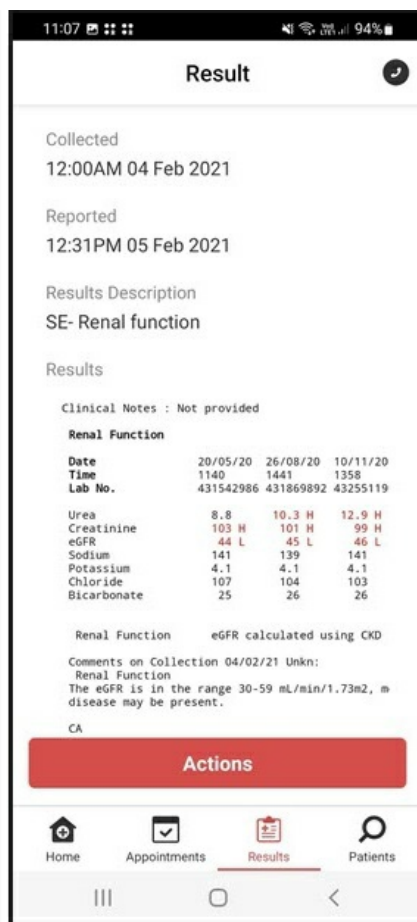 11:07 94%
Result
Collected
12:00AM 04 Feb 2021
Reported
12:31PM 05 Feb 2021
Results Description
SE- Renal function
Results
Clinical Notes : Not provided
Renal Function
Date 20/05/20 26/08/20 10/11/20
Time 1140 1441 1358
Lab No. 431542986 431869892 43255119
Urea 8.8 10.3 H 12.9 H
Creatinine 103 H 101 H 99 H
eGFR 44 L 45 L 46 L
Sodium 141 139 141
Potassium 4.1 4.1 4.1
Chloride 107 104 103
Bicarbonate 25 26 26
Renal Function eGFR calculated using CKD
Comments on Collection 04/02/21 Unkn:
Renal Function
The eGFR is in the range 30-59 mL/min/1.73m2, m
disease may be present.
CA
Actions
Home Appointments Results Patients